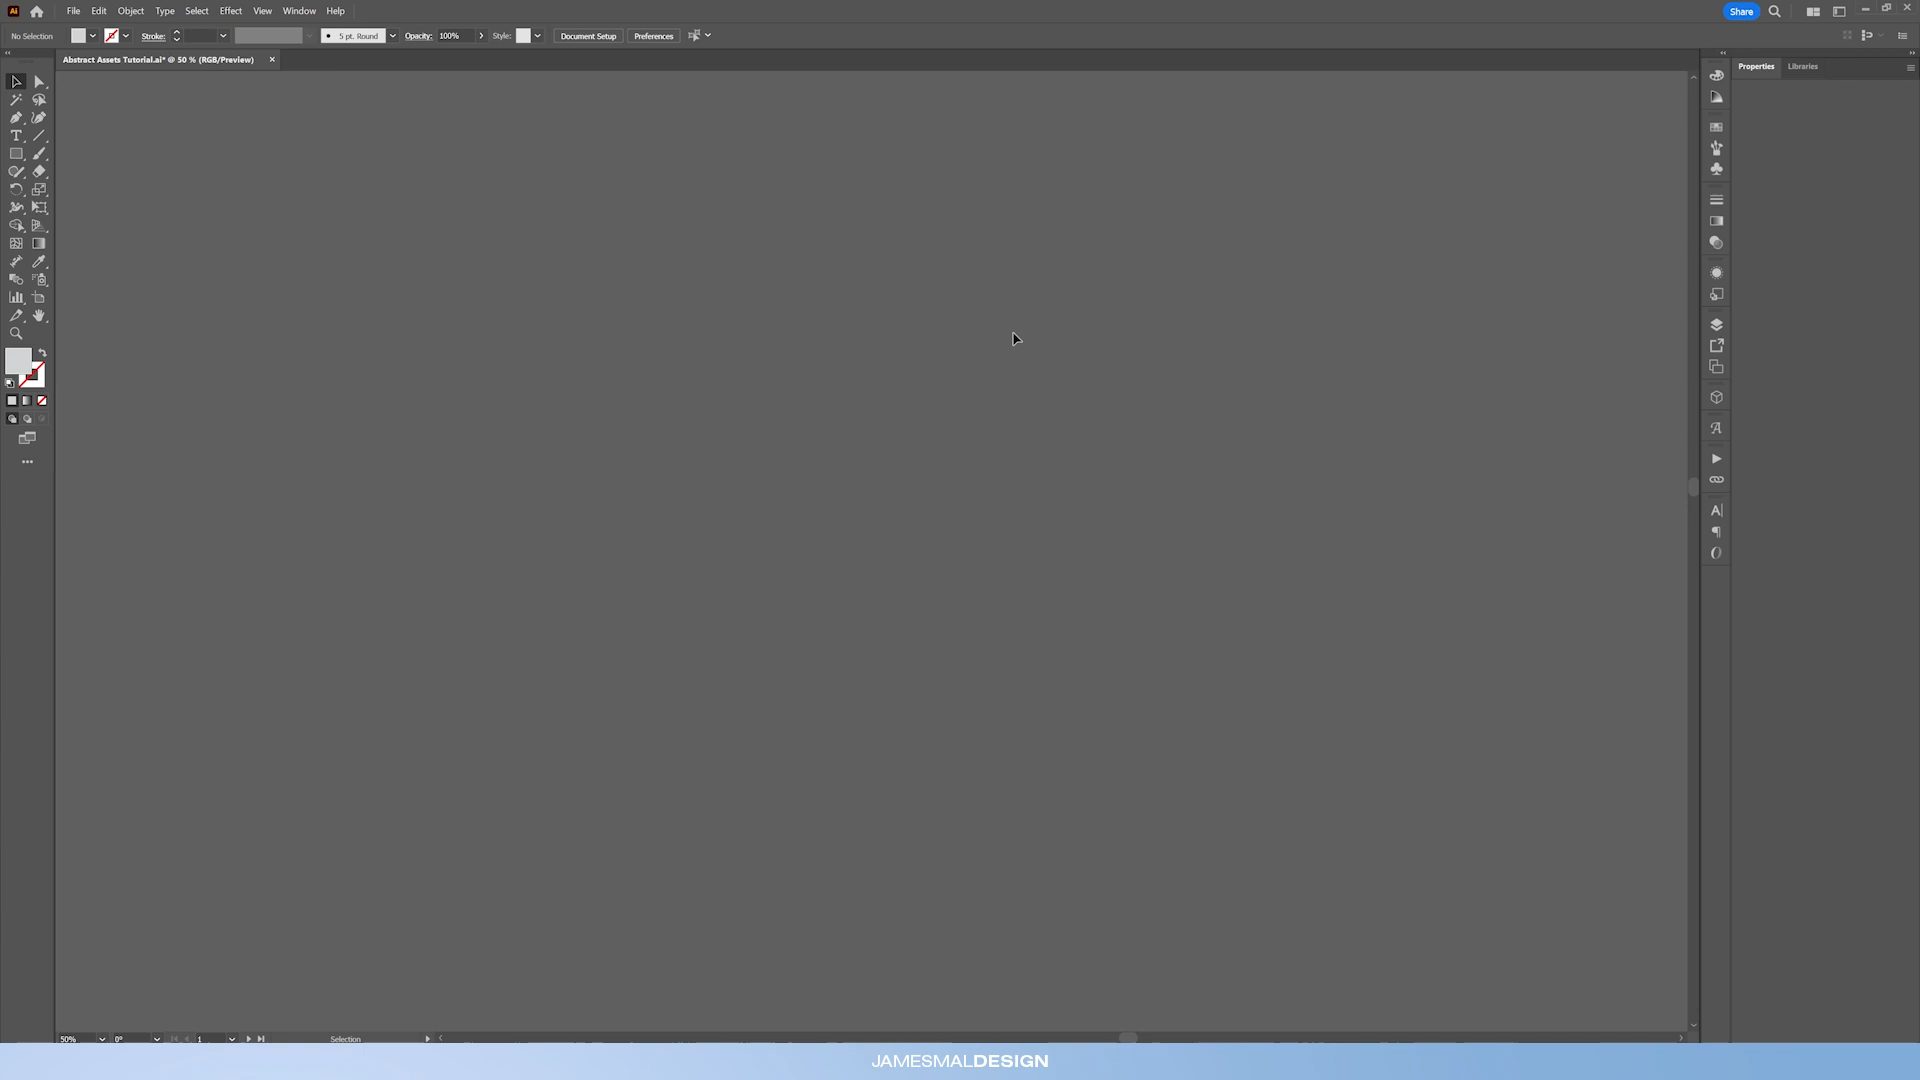 File Edit Object Type Select Effect View Window Help Share
No Selection Stroke: 5 pt. Round Opacity: 100% Style: Document Setup Preferences
Abstract Assets Tutorial.ai* @ 50 % (RGB/Preview)
Properties Libraries
50% 0° 1 Selection
JAMESMALDESIGN